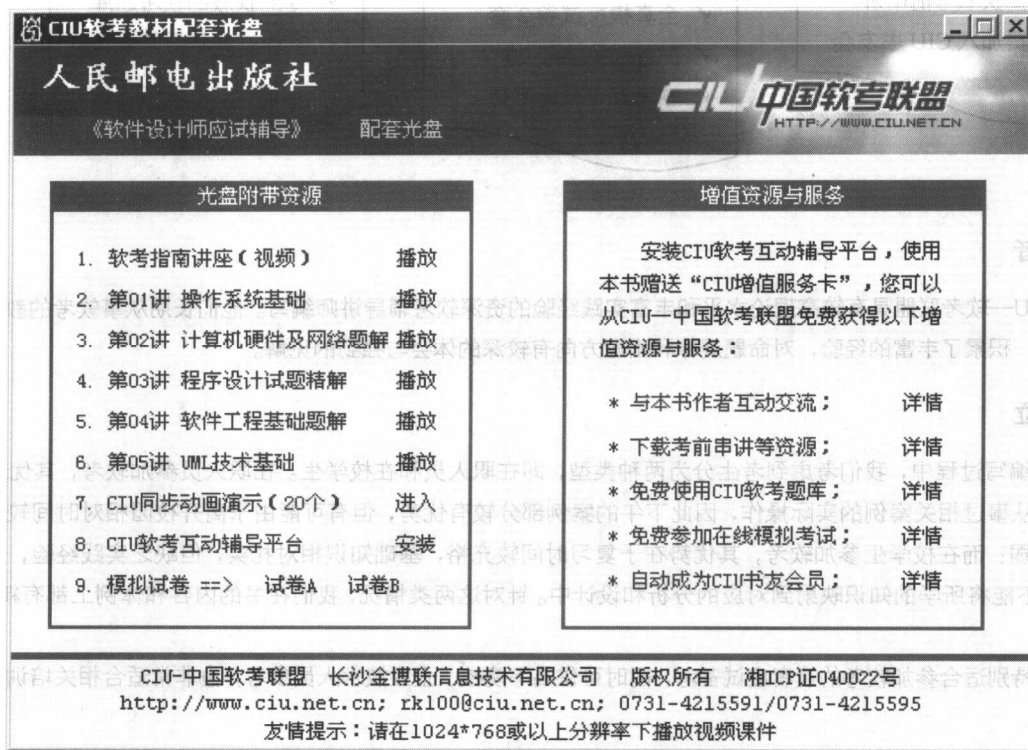 CIU软考教材配套光盘
人民邮电出版社
CIU 中国软考联盟
HTTP://WWW.CIU.NET.CN
《软件设计师应试辅导》 配套光盘
光盘附带资源
1. 软考指南讲座(视频) 播放
2. 第01讲 操作系统基础 播放
3. 第02讲 计算机硬件及网络题解 播放
4. 第03讲 程序设计试题精解 播放
5. 第04讲 软件工程基础题解 播放
6. 第05讲 UML技术基础 播放
7. CIU同步动画演示(20个) 进入
8. CIU软考互动辅导平台 安装
9. 模拟试卷 ==> 试卷A 试卷B
增值资源与服务
安装CIU软考互动辅导平台,使用
本书赠送“CIU增值服务卡”,您可以
从CIU—中国软考联盟免费获得以下增
值资源与服务:
* 与本书作者互动交流; 详情
* 下载考前串讲等资源; 详情
* 免费使用CIU软考题库; 详情
* 免费参加在线模拟考试; 详情
* 自动成为CIU书友会员; 详情
CIU 中国软考联盟 长沙金博联信息技术有限公司 版权所有 湘ICP证040022号
http://www.ciu.net.cn; rk100@ciu.net.cn; 0731-4215591/0731-4215595
友情提示:请在1024*768或以上分辨率下播放视频课件